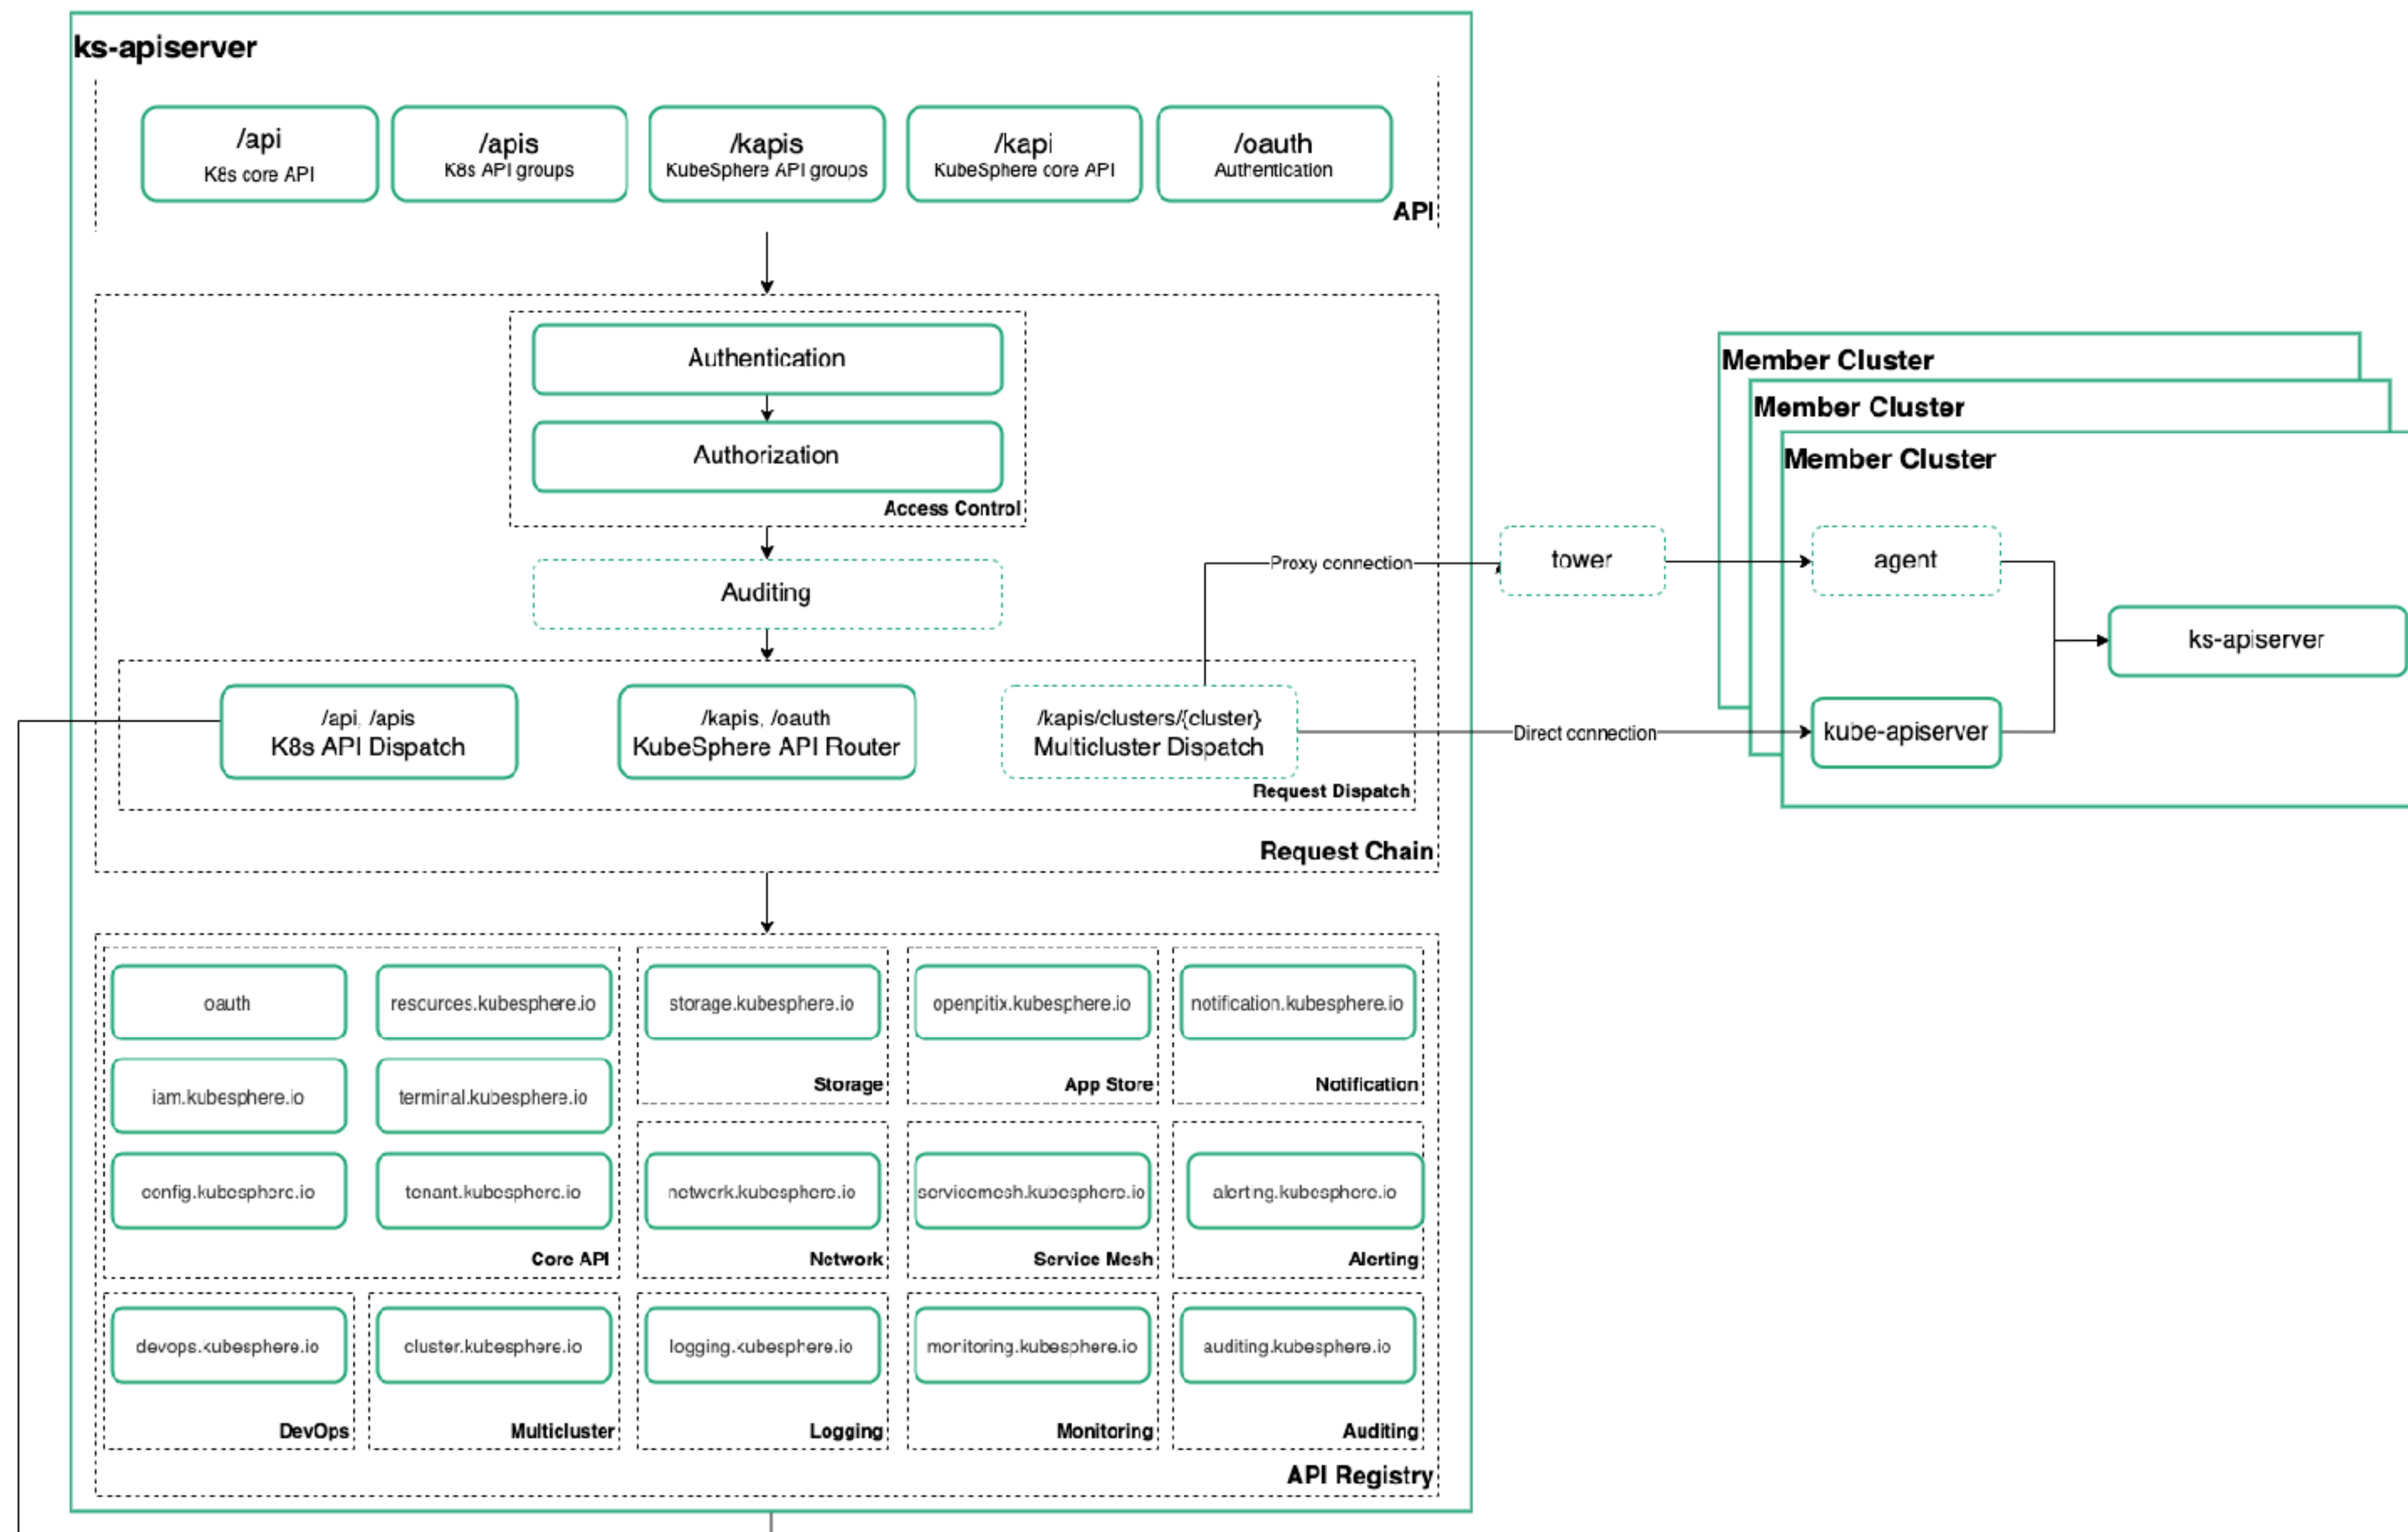 ks-apiserver
/api
K8s core API
/apis
K8s API groups
/kapis
KubeSphere API groups
/kapi
KubeSphere core API
/oauth
Authentication
API
Authentication
Authorization
Access Control
Auditing
/api, /apis
K8s API Dispatch
/kapis, /oauth
KubeSphere API Router
/kapis/clusters/{cluster}
Multicluster Dispatch
Request Dispatch
Request Chain
Proxy connection
Direct connection
tower
Member Cluster
Member Cluster
Member Cluster
agent
kube-apiserver
ks-apiserver
oauth
resources.kubesphere.io
iam.kubesphere.io
terminal.kubesphere.io
config.kubesphere.io
tenant.kubesphere.io
Core API
storage.kubesphere.io
Storage
openpitix.kubesphere.io
App Store
notification.kubesphere.io
Notification
network.kubesphere.io
Network
servicemesh.kubesphere.io
Service Mesh
alerting.kubesphere.io
Alerting
devops.kubesphere.io
DevOps
cluster.kubesphere.io
Multicluster
logging.kubesphere.io
Logging
monitoring.kubesphere.io
Monitoring
auditing.kubesphere.io
Auditing
API Registry